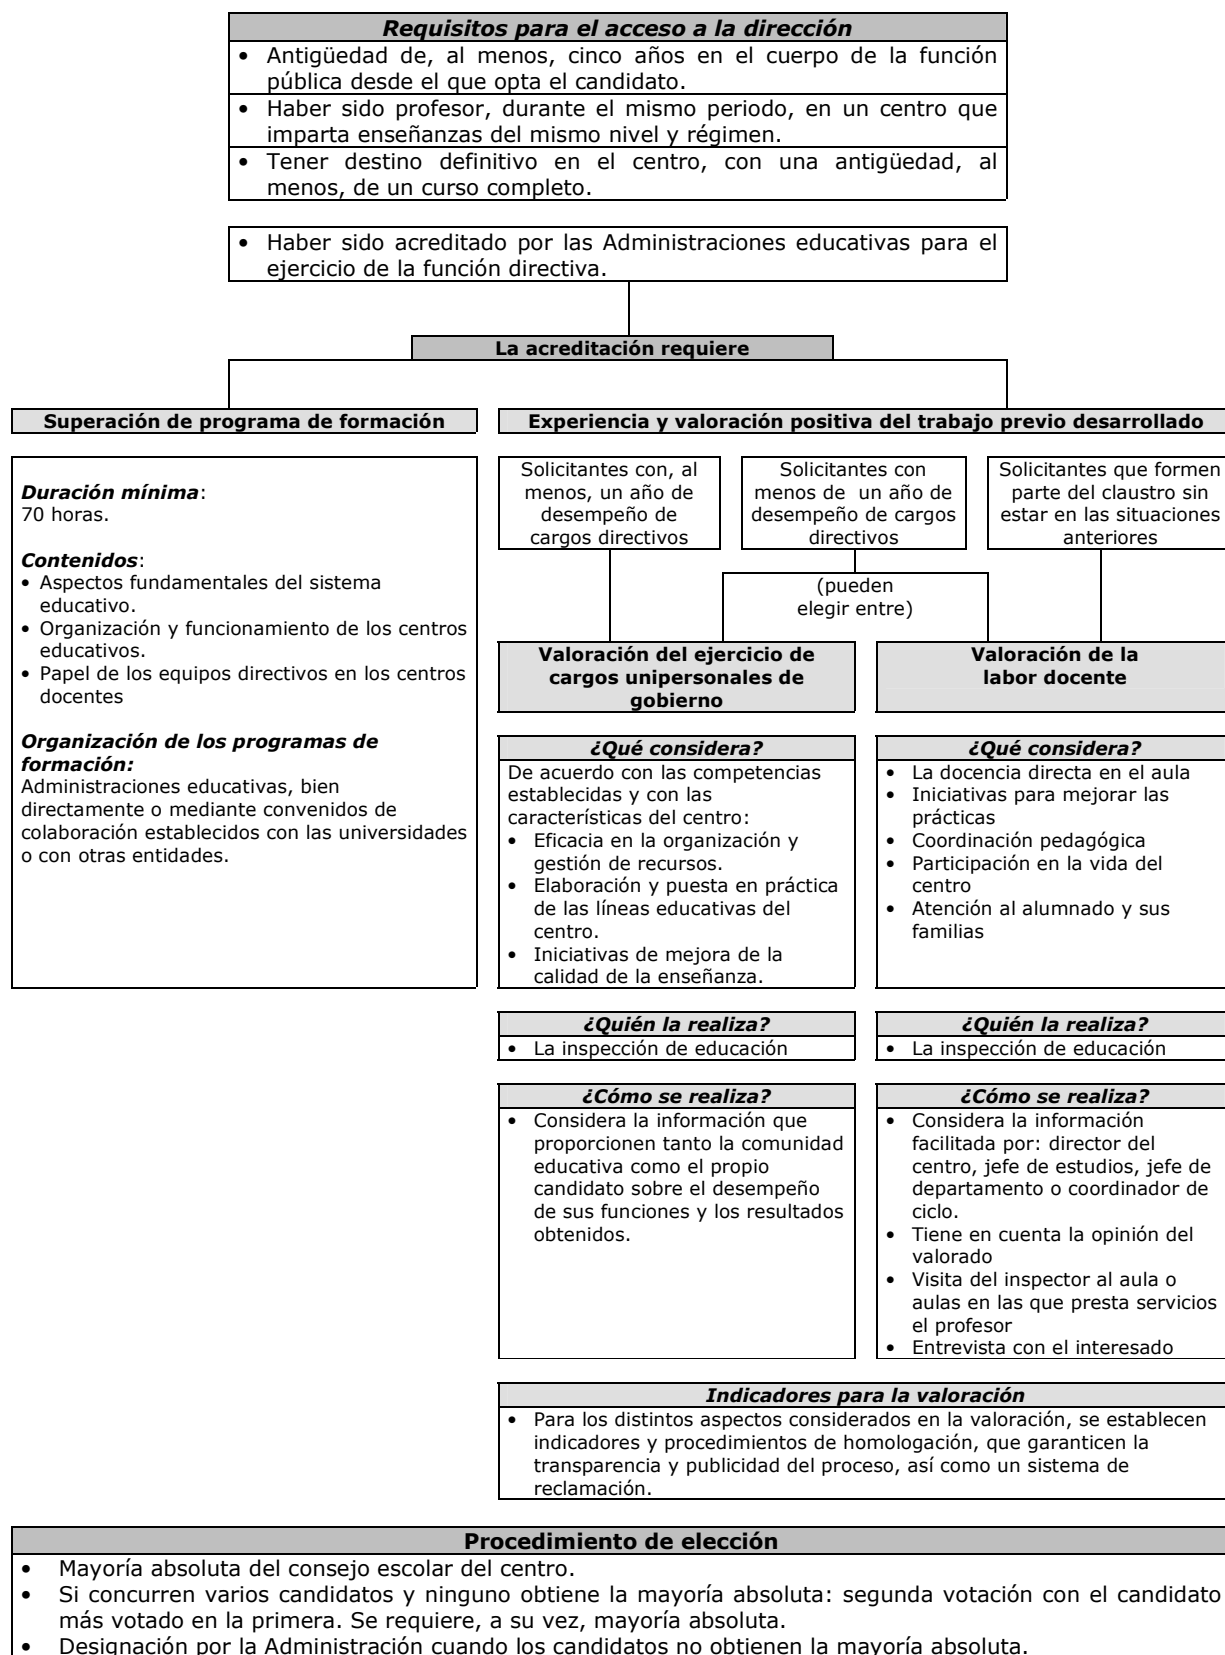 Requisitos para el acceso a la dirección
• Antigüedad de, al menos, cinco años en el cuerpo de la función
pública desde el que opta el candidato.
• Haber sido profesor, durante el mismo periodo, en un centro que
imparta enseñanzas del mismo nivel y régimen.
• Tener destino definitivo en el centro, con una antigüedad, al
menos, de un curso completo.
• Haber sido acreditado por las Administraciones educativas para el
ejercicio de la función directiva.
La acreditación requiere
Superación de programa de formación
Duración mínima:
70 horas.
Contenidos:
• Aspectos fundamentales del sistema
educativo.
• Organización y funcionamiento de los centros
educativos.
• Papel de los equipos directivos en los centros
docentes
Organización de los programas de
formación:
Administraciones educativas, bien
directamente o mediante convenidos de
colaboración establecidos con las universidades
o con otras entidades.
Experiencia y valoración positiva del trabajo previo desarrollado
Solicitantes con, al
menos, un año de
desempeño de
cargos directivos
Solicitantes con
menos de un año de
desempeño de cargos
directivos
Solicitantes que formen
parte del claustro sin
estar en las situaciones
anteriores
(pueden
elegir entre)
Valoración del ejercicio de
cargos unipersonales de
gobierno
¿Qué considera?
De acuerdo con las competencias
establecidas y con las
características del centro:
• Eficacia en la organización y
gestión de recursos.
• Elaboración y puesta en práctica
de las líneas educativas del
centro.
• Iniciativas de mejora de la
calidad de la enseñanza.
¿Quién la realiza?
• La inspección de educación
¿Cómo se realiza?
• Considera la información que
proporcionen tanto la comunidad
educativa como el propio
candidato sobre el desempeño
de sus funciones y los resultados
obtenidos.
Valoración de la
labor docente
¿Qué considera?
• La docencia directa en el aula
• Iniciativas para mejorar las
prácticas
• Coordinación pedagógica
• Participación en la vida del
centro
• Atención al alumnado y sus
familias
¿Quién la realiza?
• La inspección de educación
¿Cómo se realiza?
• Considera la información
facilitada por: director del
centro, jefe de estudios, jefe de
departamento o coordinador de
ciclo.
• Tiene en cuenta la opinión del
valorado
• Visita del inspector al aula o
aulas en las que presta servicios
el profesor
• Entrevista con el interesado
Indicadores para la valoración
• Para los distintos aspectos considerados en la valoración, se establecen
indicadores y procedimientos de homologación, que garanticen la
transparencia y publicidad del proceso, así como un sistema de
reclamación.
Procedimiento de elección
• Mayoría absoluta del consejo escolar del centro.
• Si concurren varios candidatos y ninguno obtiene la mayoría absoluta: segunda votación con el candidato
más votado en la primera. Se requiere, a su vez, mayoría absoluta.
• Designación por la Administración cuando los candidatos no obtienen la mayoría absoluta.